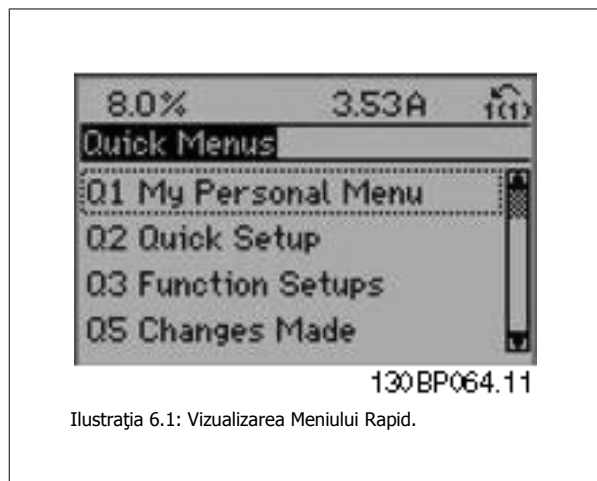 8.0% 3.53A 1(1)
Quick Menus
Q1 My Personal Menu
Q2 Quick Setup
Q3 Function Setups
Q5 Changes Made
130BP064.11
Ilustraţia 6.1: Vizualizarea Meniului Rapid.